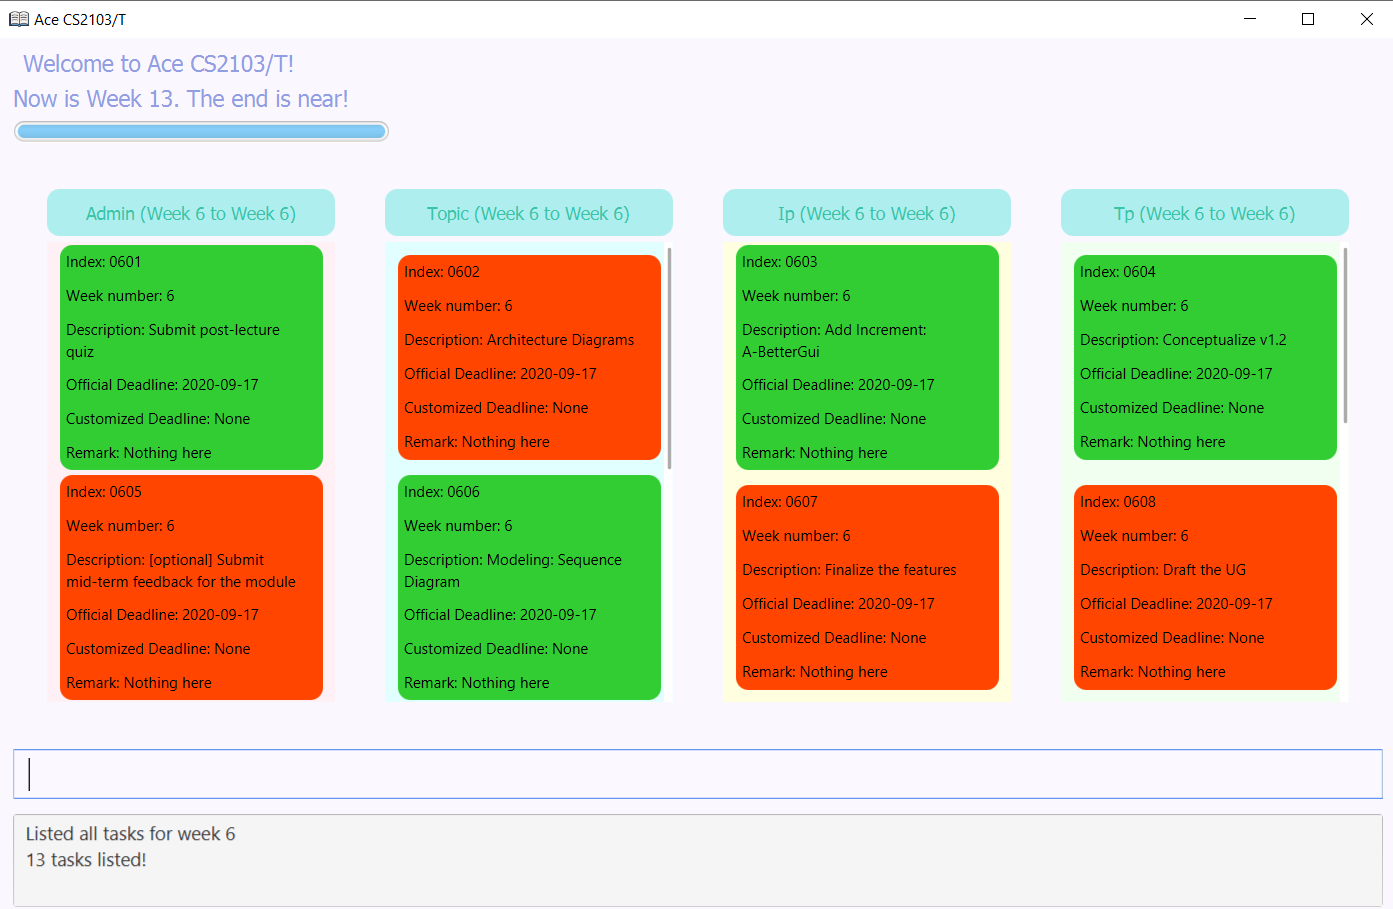 Ace CS2103/T
Welcome to Ace CS2103/T!
Now is Week 13. The end is near!
Admin (Week 6 to Week 6)
Index: 0601
Week number: 6
Description: Submit post-lecture
quiz
Official Deadline: 2020-09-17
Customized Deadline: None
Remark: Nothing here
Index: 0605
Week number: 6
Description: [optional] Submit
mid-term feedback for the module
Official Deadline: 2020-09-17
Customized Deadline: None
Remark: Nothing here
Topic (Week 6 to Week 6)
Index: 0602
Week number: 6
Description: Architecture Diagrams
Official Deadline: 2020-09-17
Customized Deadline: None
Remark: Nothing here
Index: 0606
Week number: 6
Description: Modeling: Sequence
Diagram
Official Deadline: 2020-09-17
Customized Deadline: None
Remark: Nothing here
Ip (Week 6 to Week 6)
Index: 0603
Week number: 6
Description: Add Increment:
A-BetterGui
Official Deadline: 2020-09-17
Customized Deadline: None
Remark: Nothing here
Index: 0607
Week number: 6
Description: Finalize the features
Official Deadline: 2020-09-17
Customized Deadline: None
Remark: Nothing here
Tp (Week 6 to Week 6)
Index: 0604
Week number: 6
Description: Conceptualize v1.2
Official Deadline: 2020-09-17
Customized Deadline: None
Remark: Nothing here
Index: 0608
Week number: 6
Description: Draft the UG
Official Deadline: 2020-09-17
Customized Deadline: None
Remark: Nothing here
Listed all tasks for week 6
13 tasks listed!